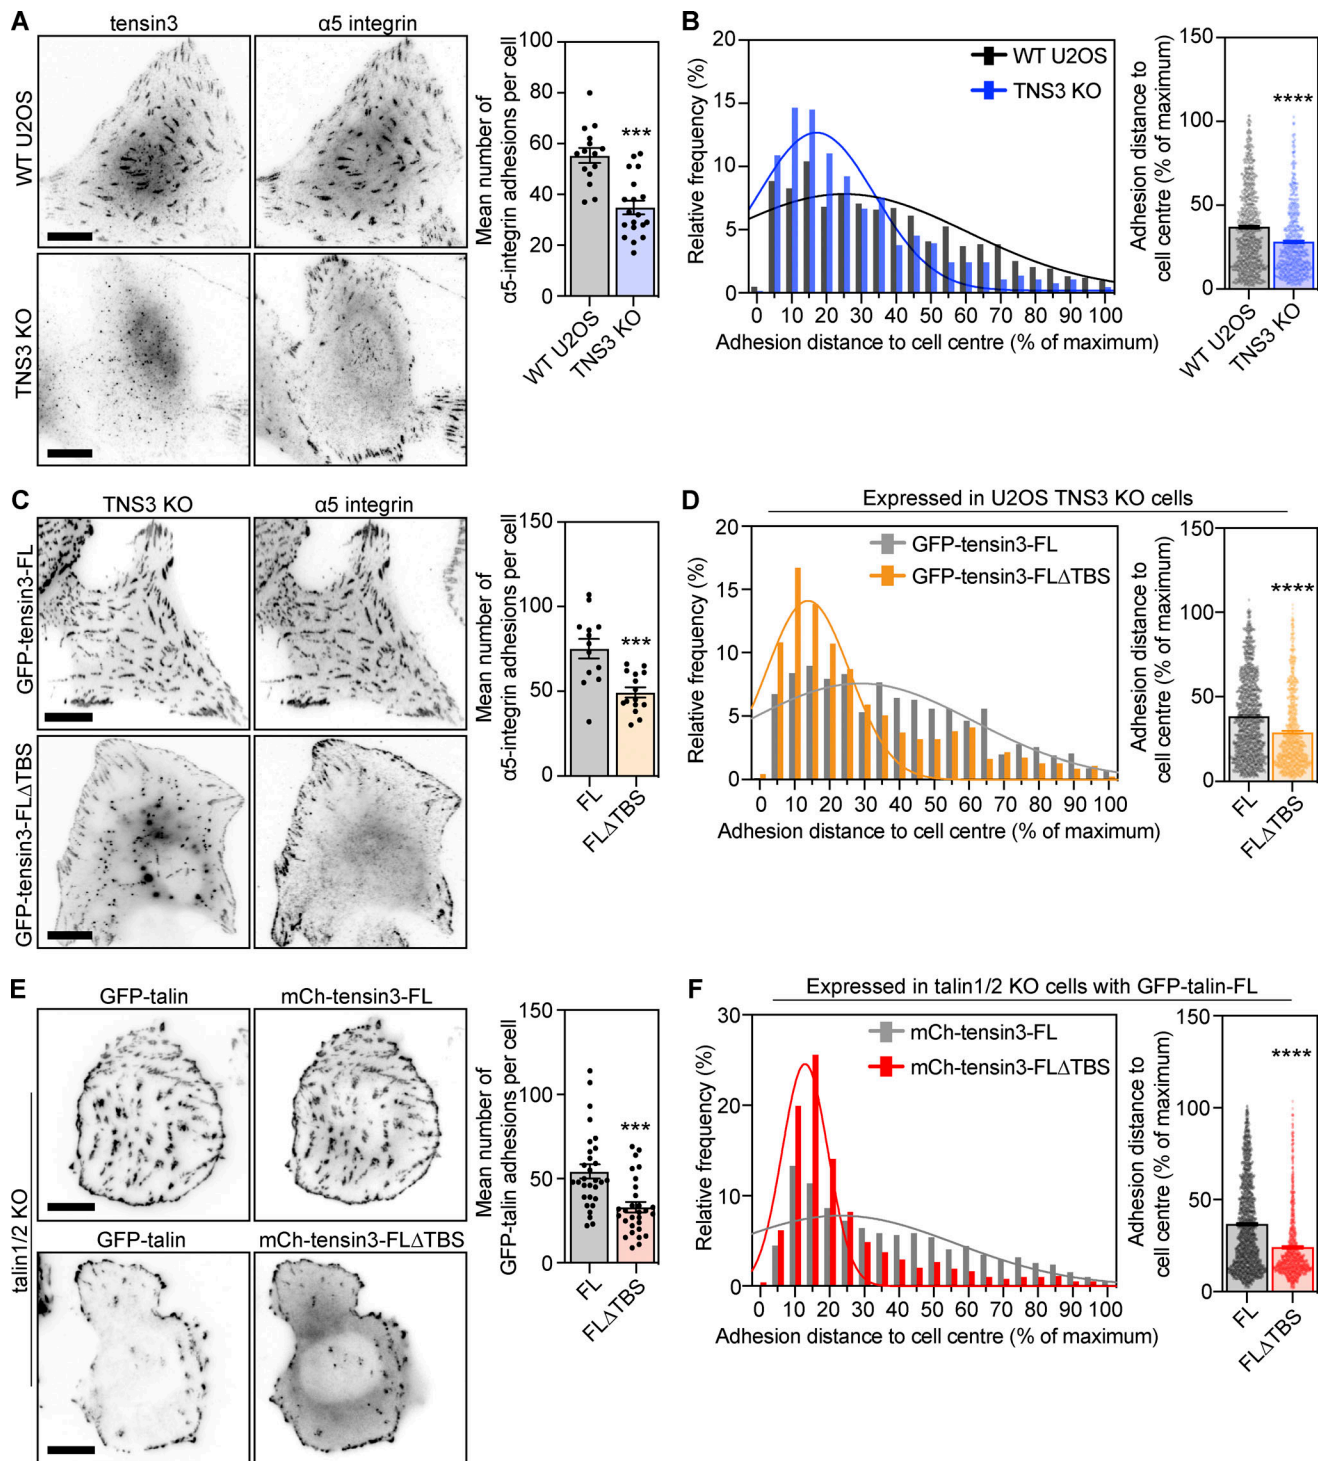 A
tensin3
α5 integrin
WT U2OS
TNS3 KO
Mean number of
α5-integrin adhesions per cell
100
80
60
40
20
0
***
WT U2OS
TNS3 KO
B
Relative frequency (%)
20
15
10
5
0
WT U2OS
TNS3 KO
0 10 20 30 40 50 60 70 80 90 100
Adhesion distance to cell centre (% of maximum)
Adhesion distance to
cell centre (% of maximum)
150
100
50
0
****
WT U2OS
TNS3 KO
C
TNS3 KO
α5 integrin
GFP-tensin3-FL
GFP-tensin3-FLΔTBS
Mean number of
α5-integrin adhesions per cell
150
100
50
0
***
FL
FLΔTBS
D
Expressed in U2OS TNS3 KO cells
Relative frequency (%)
20
15
10
5
0
GFP-tensin3-FL
GFP-tensin3-FLΔTBS
0 10 20 30 40 50 60 70 80 90 100
Adhesion distance to cell centre (% of maximum)
Adhesion distance to
cell centre (% of maximum)
150
100
50
0
****
FL
FLΔTBS
E
talin1/2 KO
GFP-talin
mCh-tensin3-FL
GFP-talin
mCh-tensin3-FLΔTBS
Mean number of
GFP-talin adhesions per cell
150
100
50
0
***
FL
FLΔTBS
F
Expressed in talin1/2 KO cells with GFP-talin-FL
Relative frequency (%)
30
20
30
10
0
mCh-tensin3-FL
mCh-tensin3-FLΔTBS
0 10 20 30 40 50 60 70 80 90 100
Adhesion distance to cell centre (% of maximum)
Adhesion distance to
cell centre (% of maximum)
150
100
50
0
****
FL
FLΔTBS